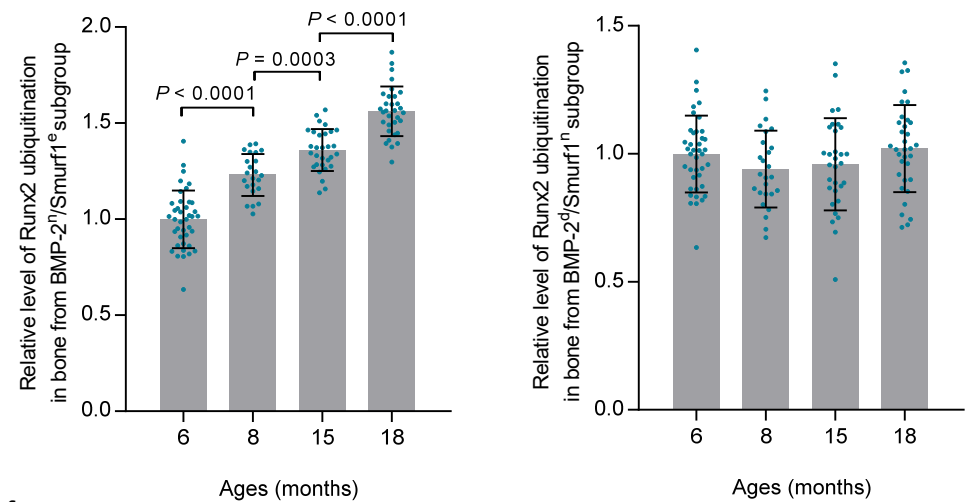 Relative level of Runx2 ubiquitination
in bone from BMP-2ⁿ/Smurf1ᵉ subgroup
2.0
1.5
1.0
0.5
0.0
P < 0.0001
P = 0.0003
P < 0.0001
6 8 15 18
Ages (months)
Relative level of Runx2 ubiquitination
in bone from BMP-2ᵈ/Smurf1ⁿ subgroup
1.5
1.0
0.5
0.0
6 8 15 18
Ages (months)